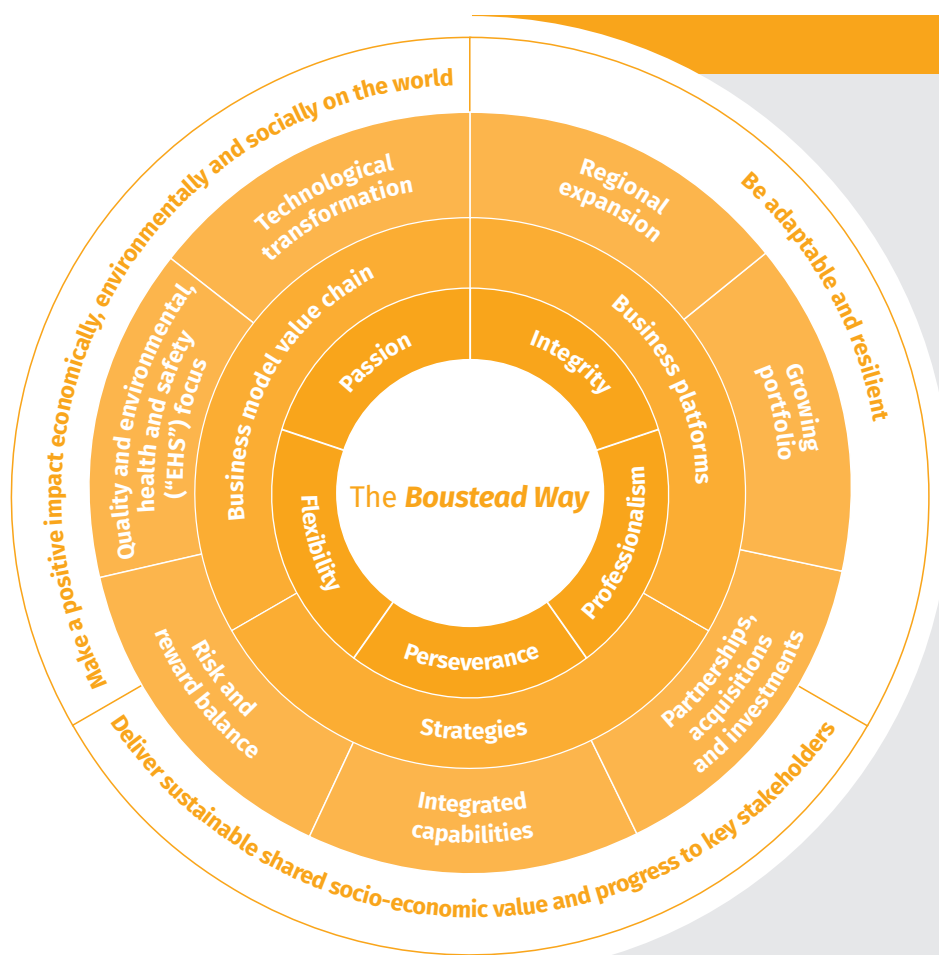 The Boustead Way
Integrity
Professionalism
Perseverance
Flexibility
Passion
Business platforms
Strategies
Business model value chain
Regional
expansion
Growing
portfolio
Partnerships,
acquisitions
and investments
Integrated
capabilities
Risk and
reward balance
Quality and environmental,
health and safety
(“EHS”) focus
Technological
transformation
Be adaptable and resilient
Deliver sustainable shared socio-economic value and progress to key stakeholders
Make a positive impact economically, environmentally and socially on the world